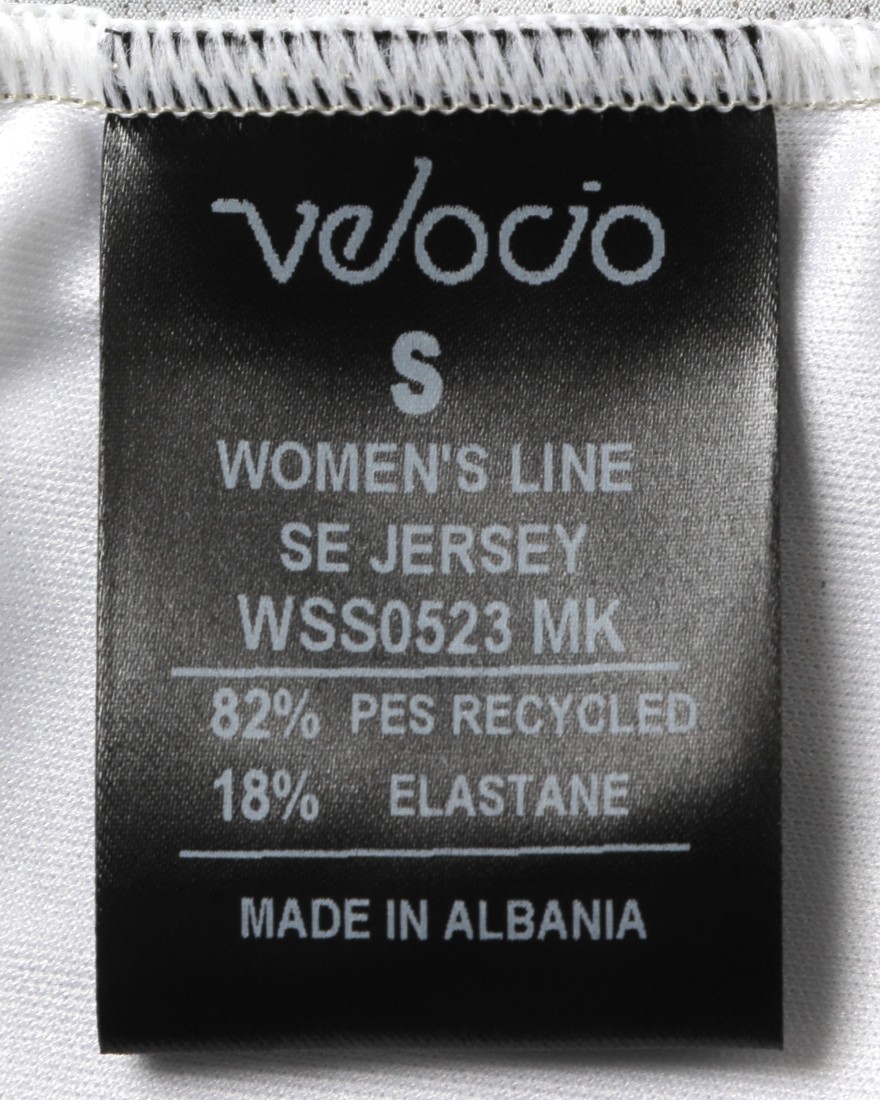 velocio
S
WOMEN'S LINE
SE JERSEY
WSS0523 MK
82% PES RECYCLED
18% ELASTANE
MADE IN ALBANIA